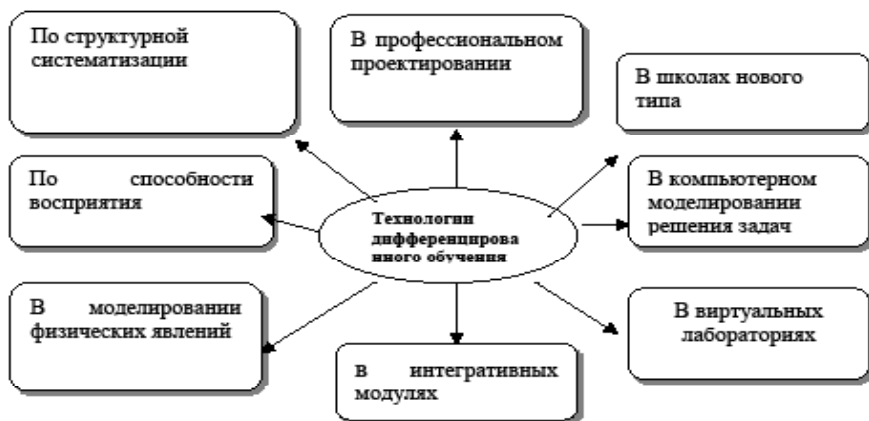 По структурной
систематизации
В профессиональном
проектировании
В школах нового
типа
По способности
восприятия
Технологии
дифференцирова
нного обучения
В компьютерном
моделировании
решения задач
В моделировании
физических явлений
В интегративных
модулях
В виртуальных
лабораториях